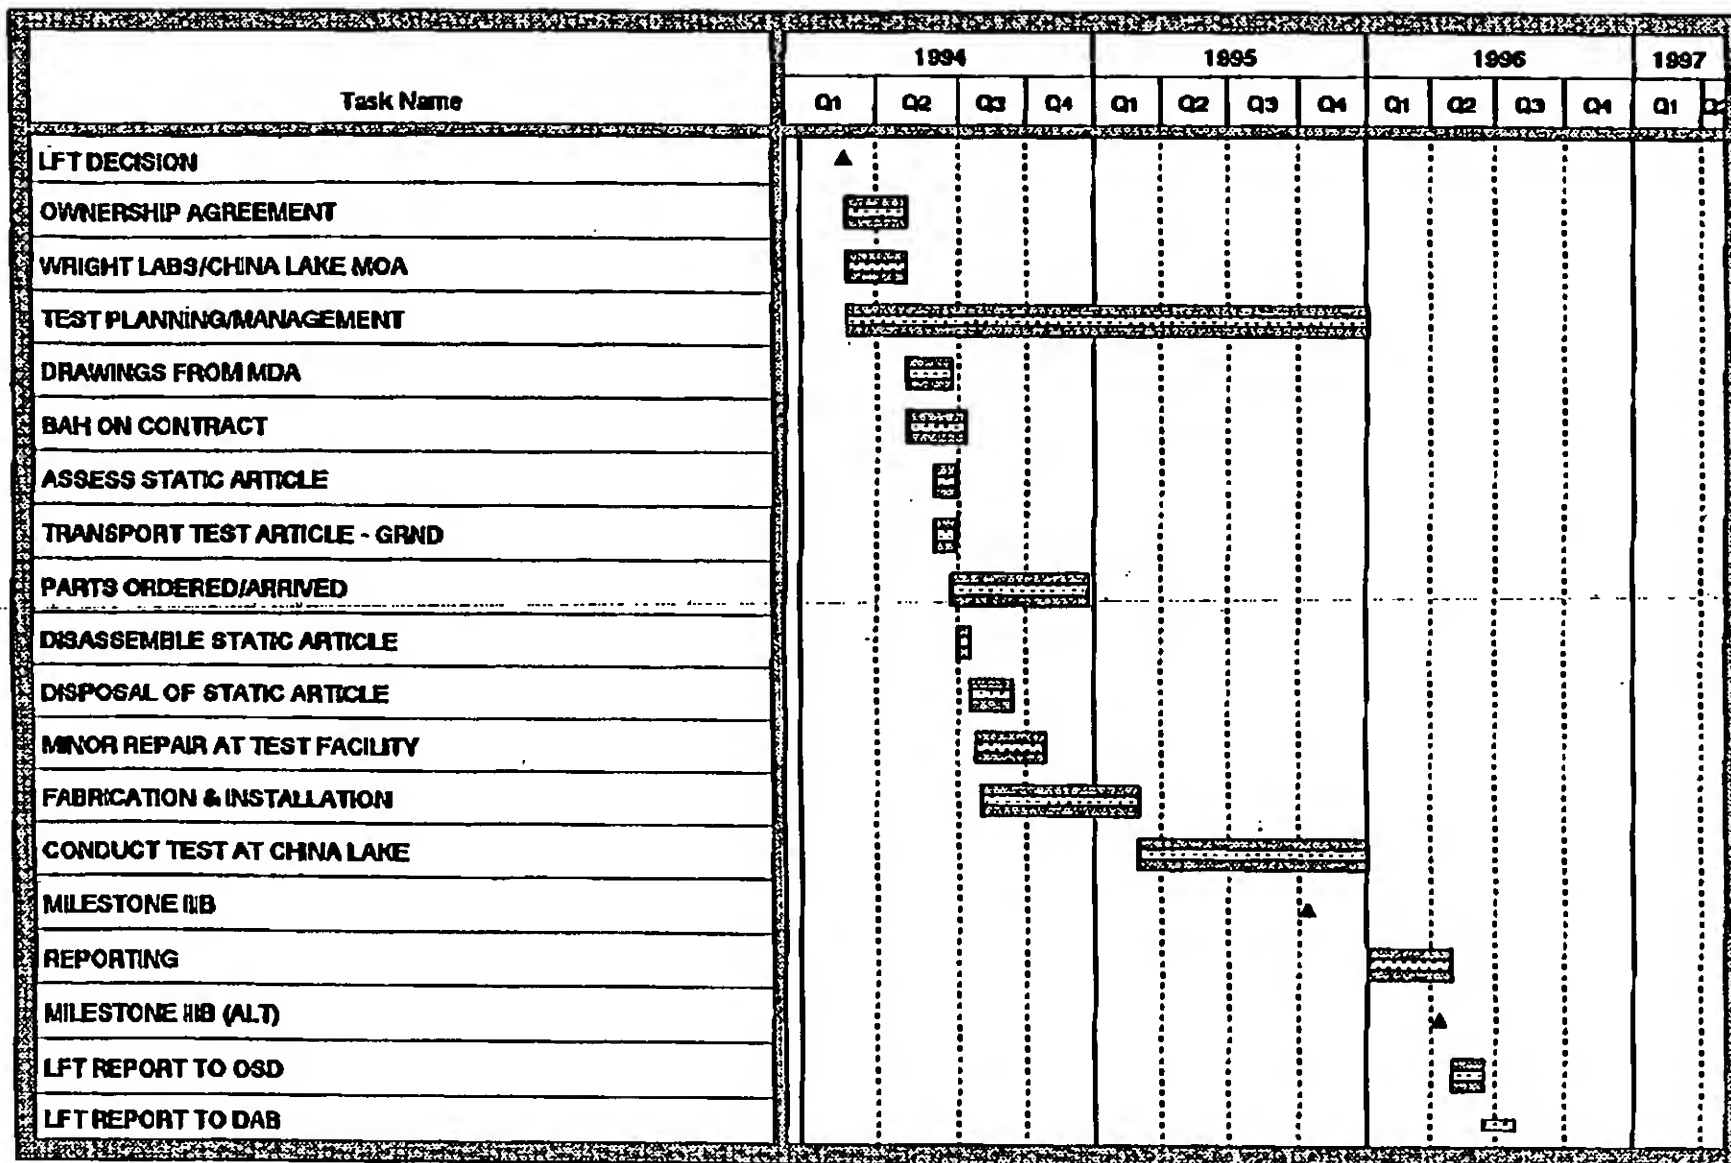 1994 1995 1996 1997
Task Name Q1 Q2 Q3 Q4 Q1 Q2 Q3 Q4 Q1 Q2 Q3 Q4 Q1 Q2
LFT DECISION
OWNERSHIP AGREEMENT
WRIGHT LABS/CHINA LAKE MOA
TEST PLANNING/MANAGEMENT
DRAWINGS FROM MDA
BAH ON CONTRACT
ASSESS STATIC ARTICLE
TRANSPORT TEST ARTICLE - GRND
PARTS ORDERED/ARRIVED
DISASSEMBLE STATIC ARTICLE
DISPOSAL OF STATIC ARTICLE
MINOR REPAIR AT TEST FACILITY
FABRICATION & INSTALLATION
CONDUCT TEST AT CHINA LAKE
MILESTONE IIIB
REPORTING
MILESTONE IIIB (ALT)
LFT REPORT TO OSD
LFT REPORT TO DAB